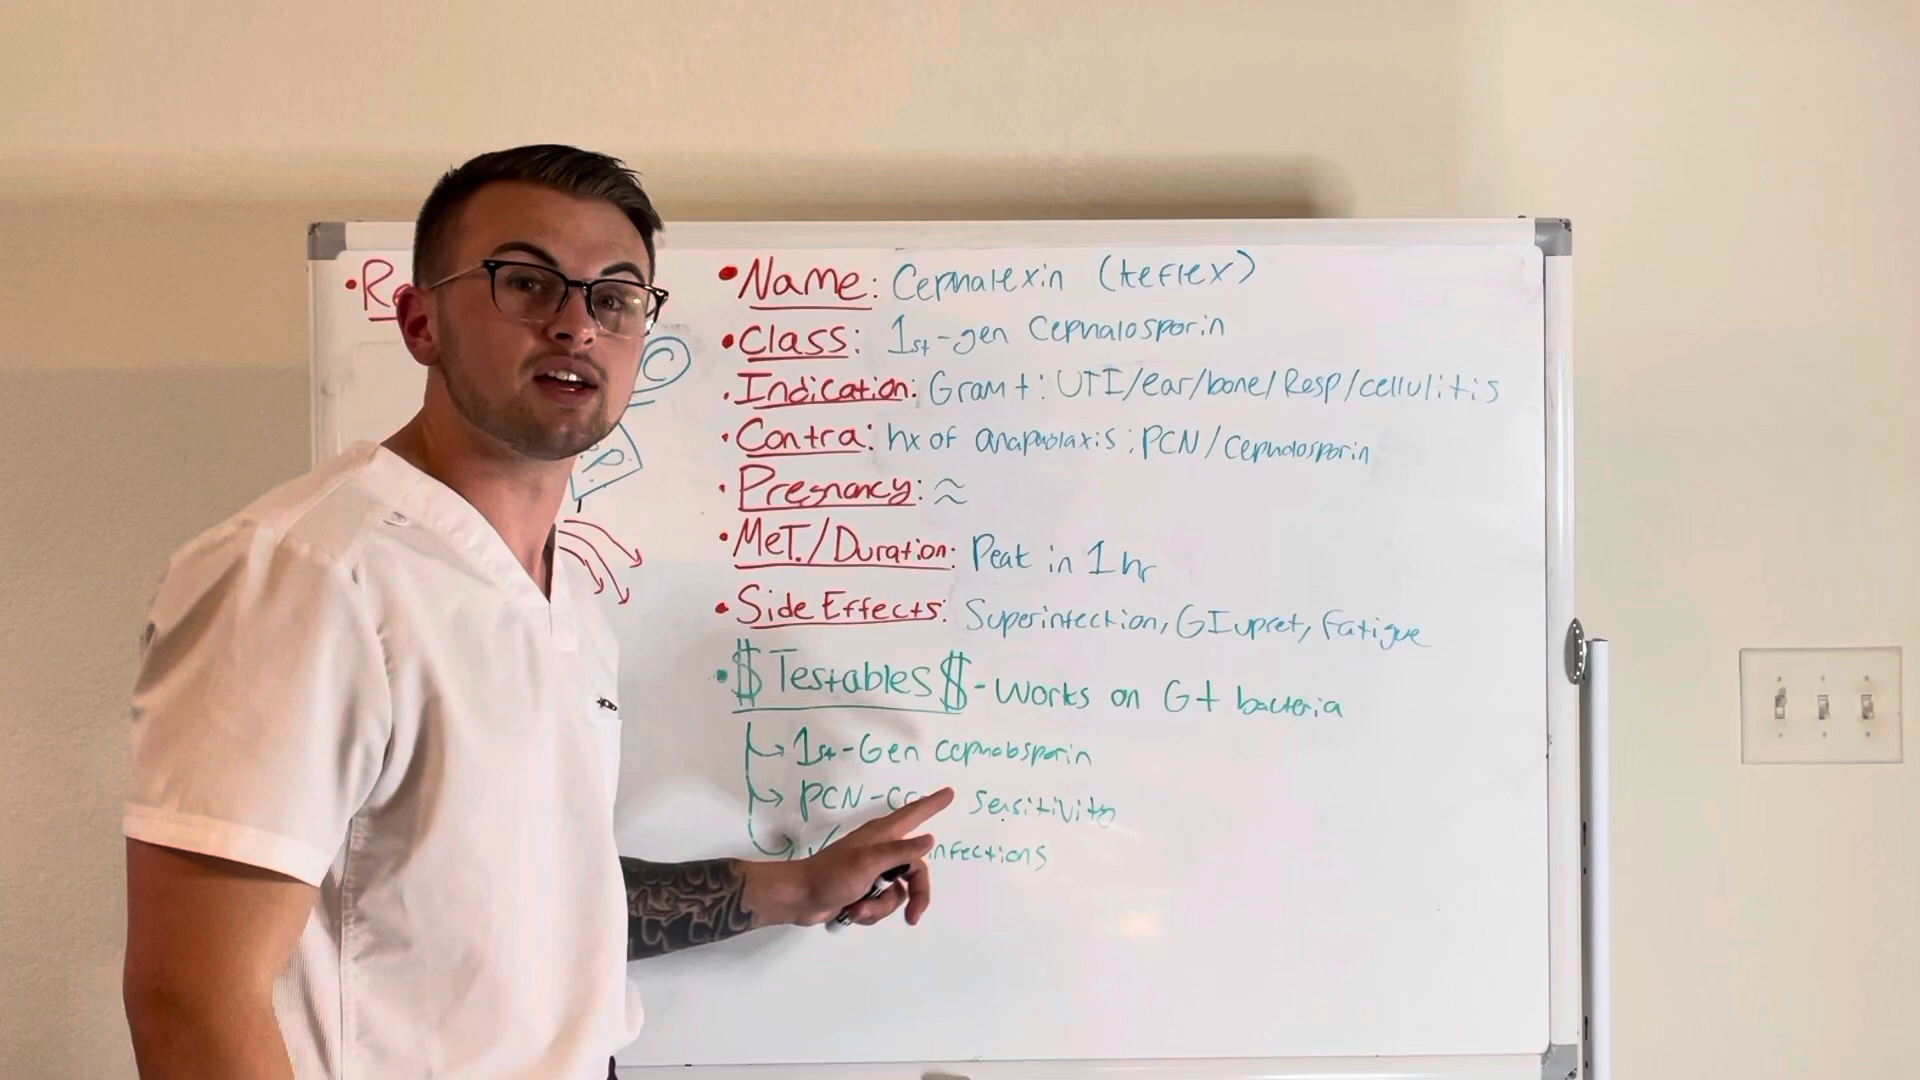 •Name: Cephalexin (Keflex)
•Class: 1st-gen Cephalosporin
•Indication: Gram +: UTI/ear/bone/Resp/cellulitis
•Contra: hx of anaphalaxis: PCN/Cephalosporin
•Pregnancy: ≈
•MeT./Duration: Peak in 1 hr
•Side Effects: Superinfection, GI upset, Fatigue
•$Testables$ - Works on G+ bacteria
→ 1st-Gen cephalosporin
→ PCN- sensitivity
infections
C
P